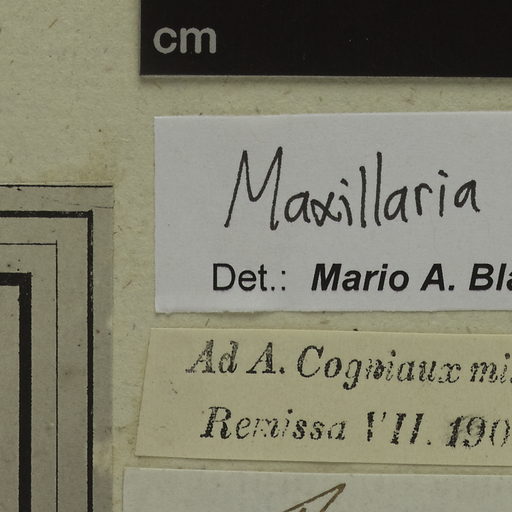 cm
Maxillaria
Det.: Mario A. Bla
Ad A. Cogniaux mi
Remissa VII. 190